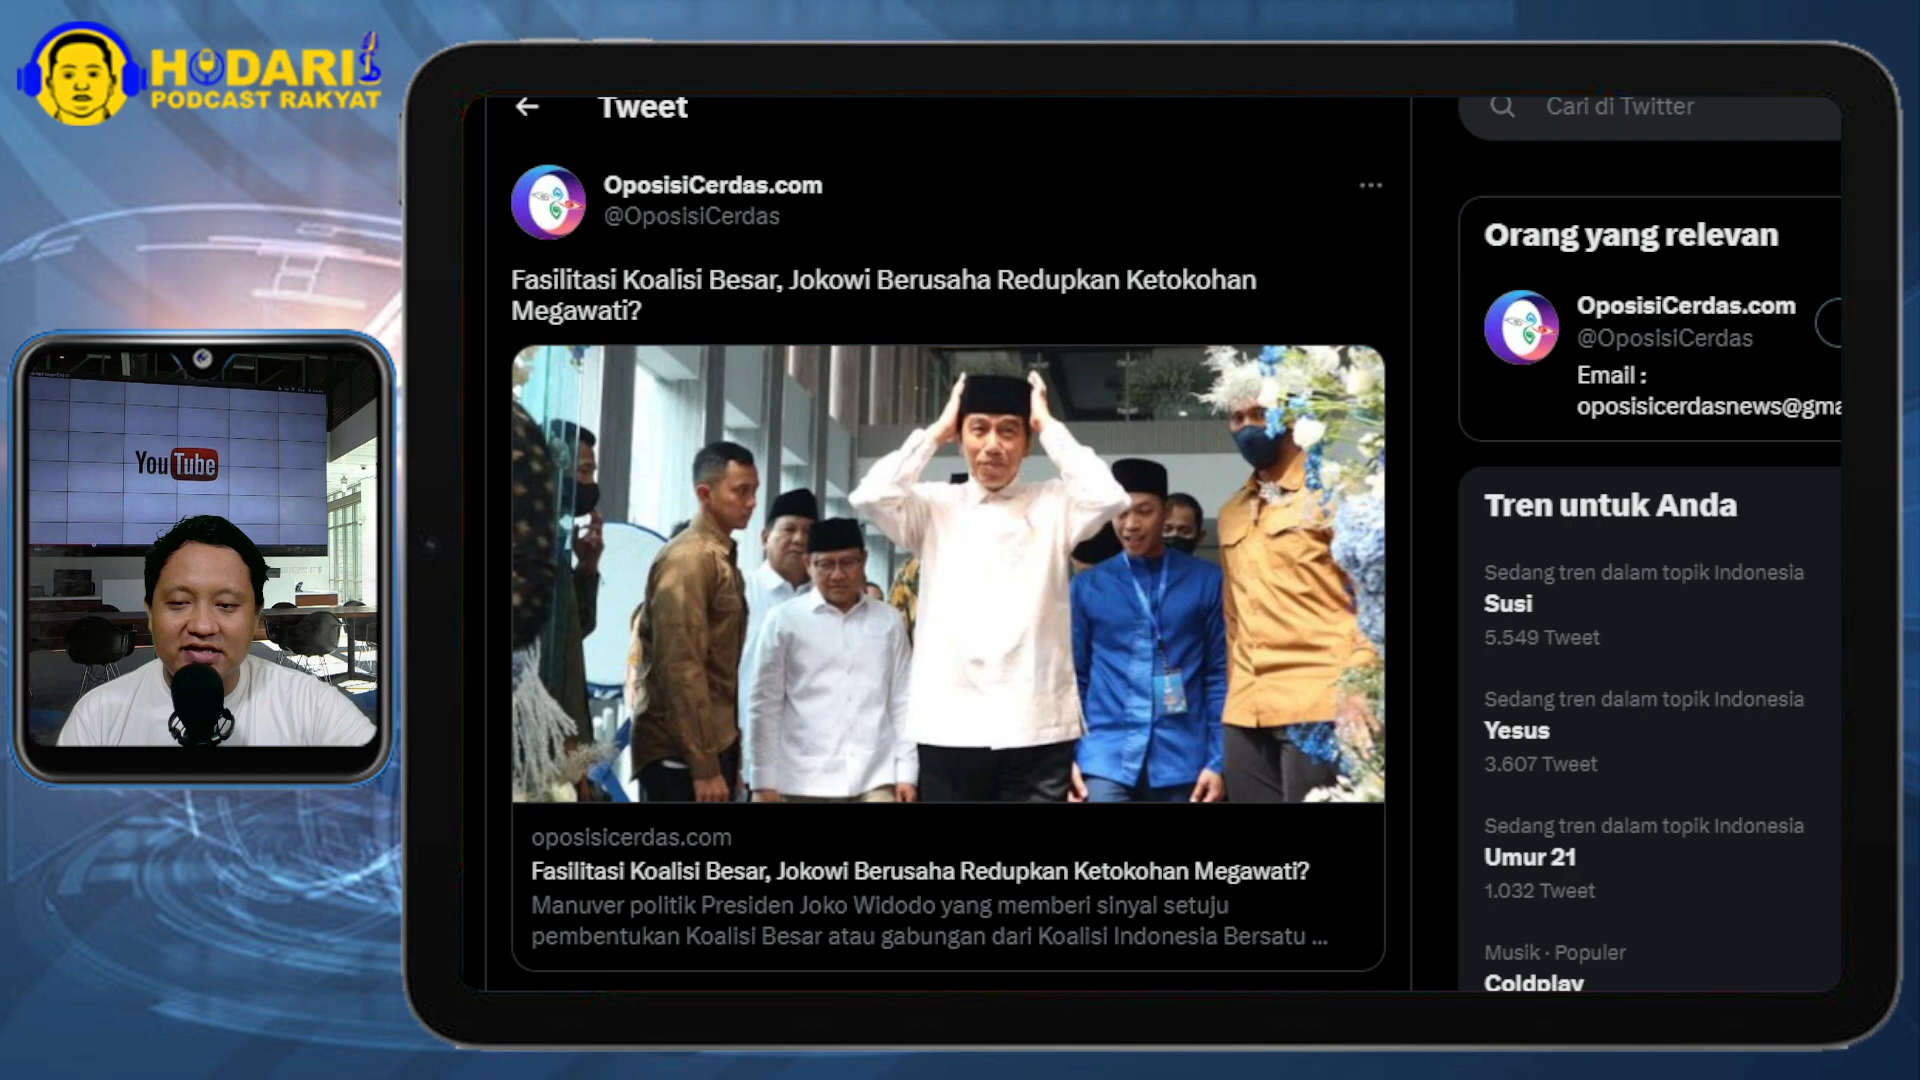 HODARI
PODCAST RAKYAT
YouTube
Tweet
OposisiCerdas.com
@OposisiCerdas
Fasilitasi Koalisi Besar, Jokowi Berusaha Redupkan Ketokohan
Megawati?
oposisicerdas.com
Fasilitasi Koalisi Besar, Jokowi Berusaha Redupkan Ketokohan Megawati?
Manuver politik Presiden Joko Widodo yang memberi sinyal setuju
pembentukan Koalisi Besar atau gabungan dari Koalisi Indonesia Bersatu ...
Cari di Twitter
Orang yang relevan
OposisiCerdas.com
@OposisiCerdas
Email :
oposisicerdasnews@gma
Tren untuk Anda
Sedang tren dalam topik Indonesia
Susi
5.549 Tweet
Sedang tren dalam topik Indonesia
Yesus
3.607 Tweet
Sedang tren dalam topik Indonesia
Umur 21
1.032 Tweet
Musik · Populer
Coldplay